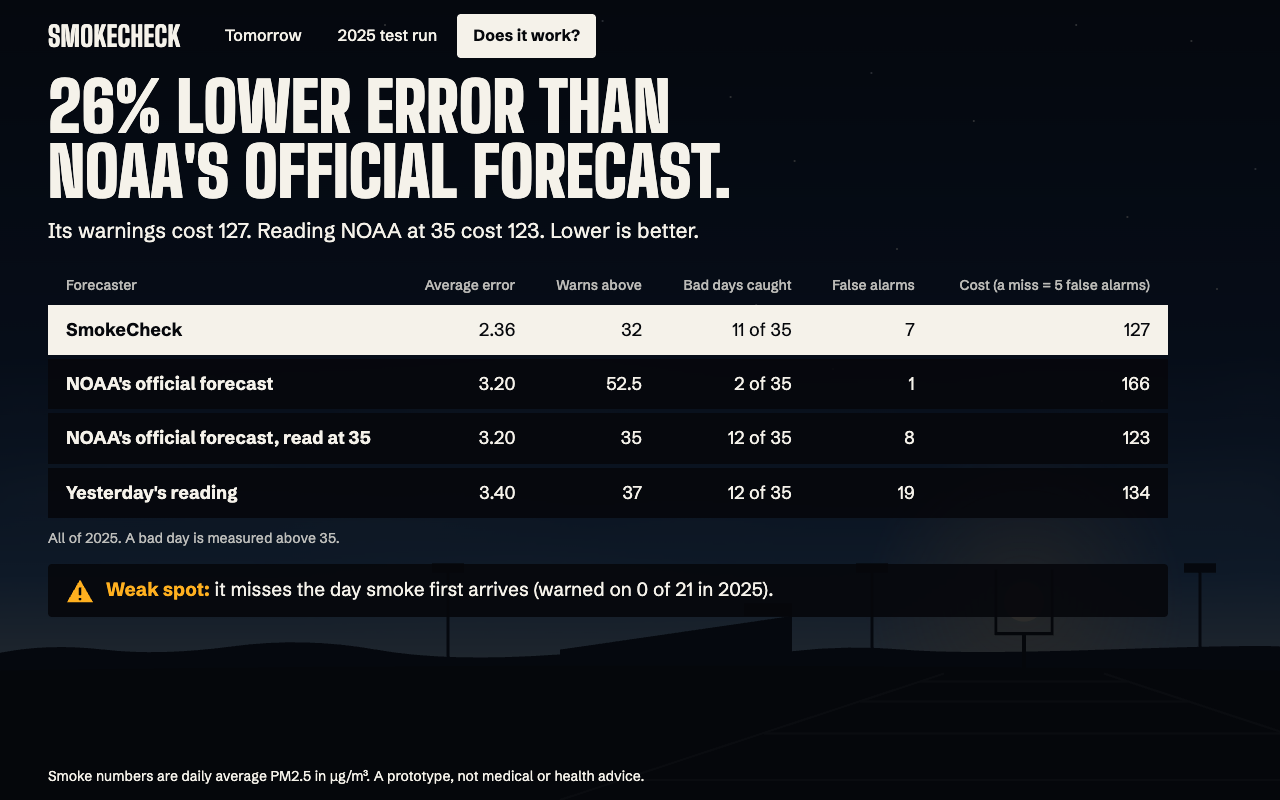 SMOKECHECK Tomorrow 2025 test run Does it work?
26% LOWER ERROR THAN
NOAA'S OFFICIAL FORECAST.
Its warnings cost 127. Reading NOAA at 35 cost 123. Lower is better.
Forecaster Average error Warns above Bad days caught False alarms Cost (a miss = 5 false alarms)
SmokeCheck 2.36 32 11 of 35 7 127
NOAA's official forecast 3.20 52.5 2 of 35 1 166
NOAA's official forecast, read at 35 3.20 35 12 of 35 8 123
Yesterday's reading 3.40 37 12 of 35 19 134
All of 2025. A bad day is measured above 35.
Weak spot: it misses the day smoke first arrives (warned on 0 of 21 in 2025).
Smoke numbers are daily average PM2.5 in µg/m³. A prototype, not medical or health advice.